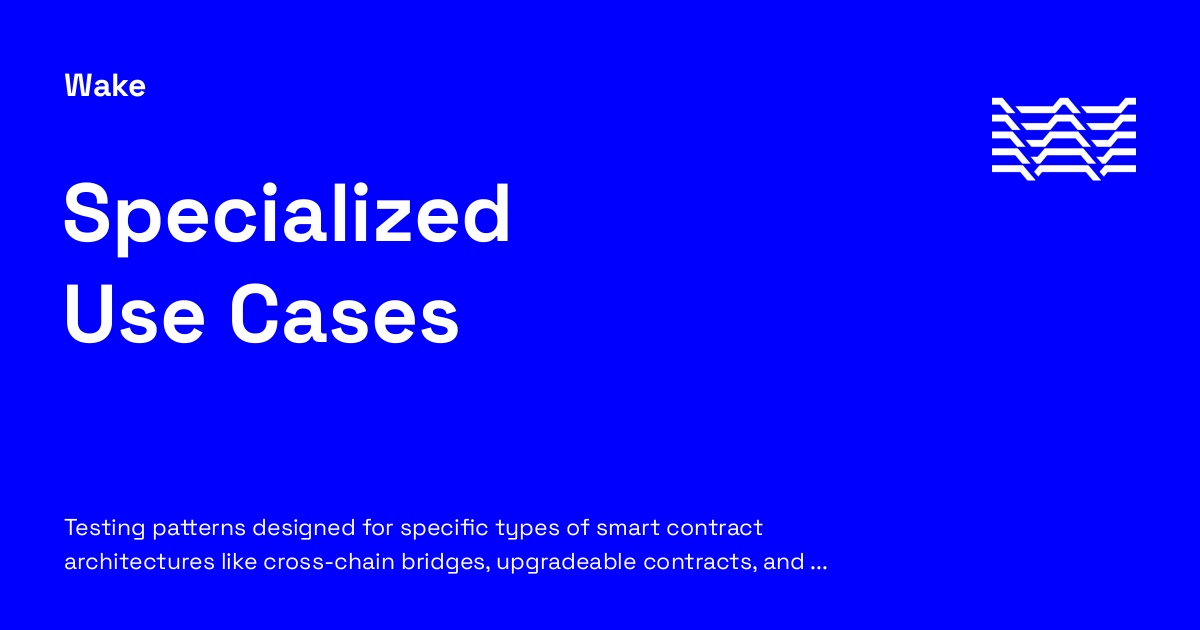 Wake
Specialized
Use Cases
Testing patterns designed for specific types of smart contract
architectures like cross-chain bridges, upgradeable contracts, and ...